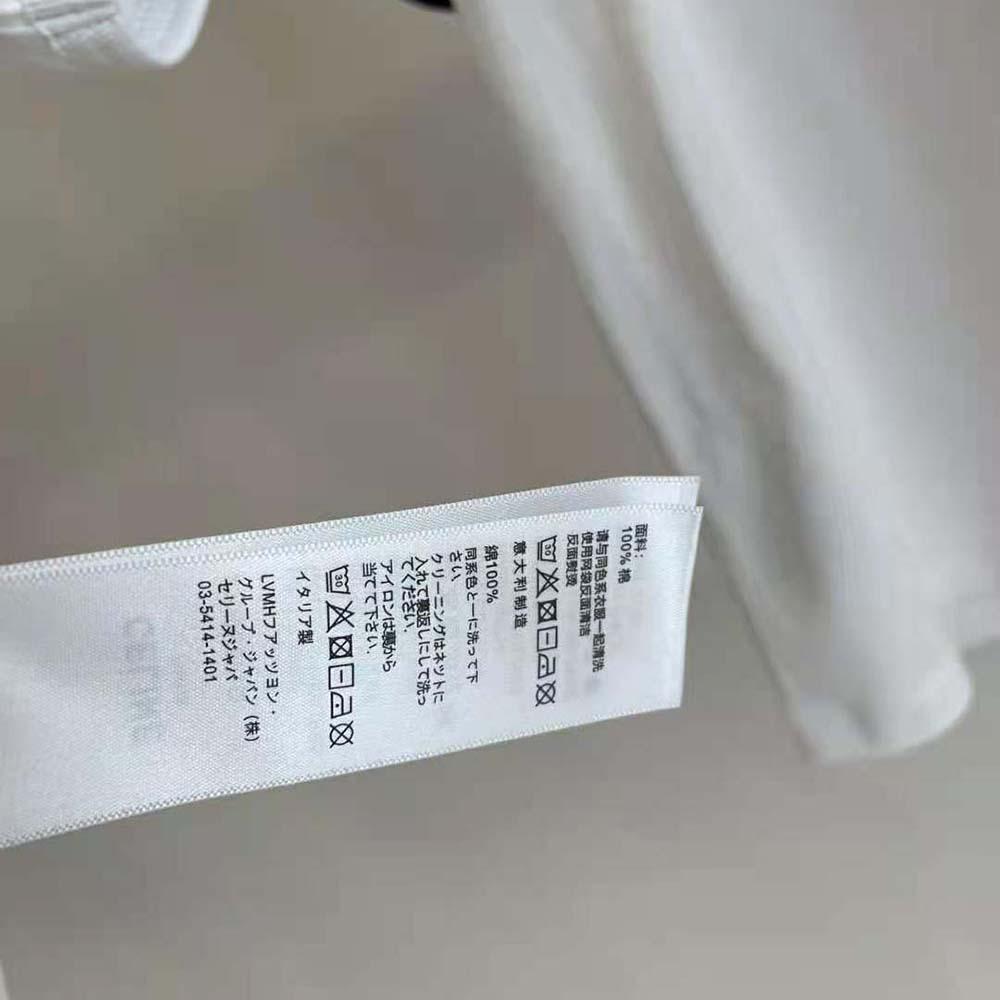 面料:
100% 棉
请与同色系衣服一起清洗
使用网袋反面清洁
反面熨烫
30
意大利制造
綿100%
同系色と一に洗って下
さい.
クリーニングはネットに
入れて裏返しにして洗っ
てください.
アイロンは裏から
当てて下さい.
30
イタリア製
LVMHファッツヨン・
グループ・ジャパン (株)
セリーヌジャパ
03-5414-1401